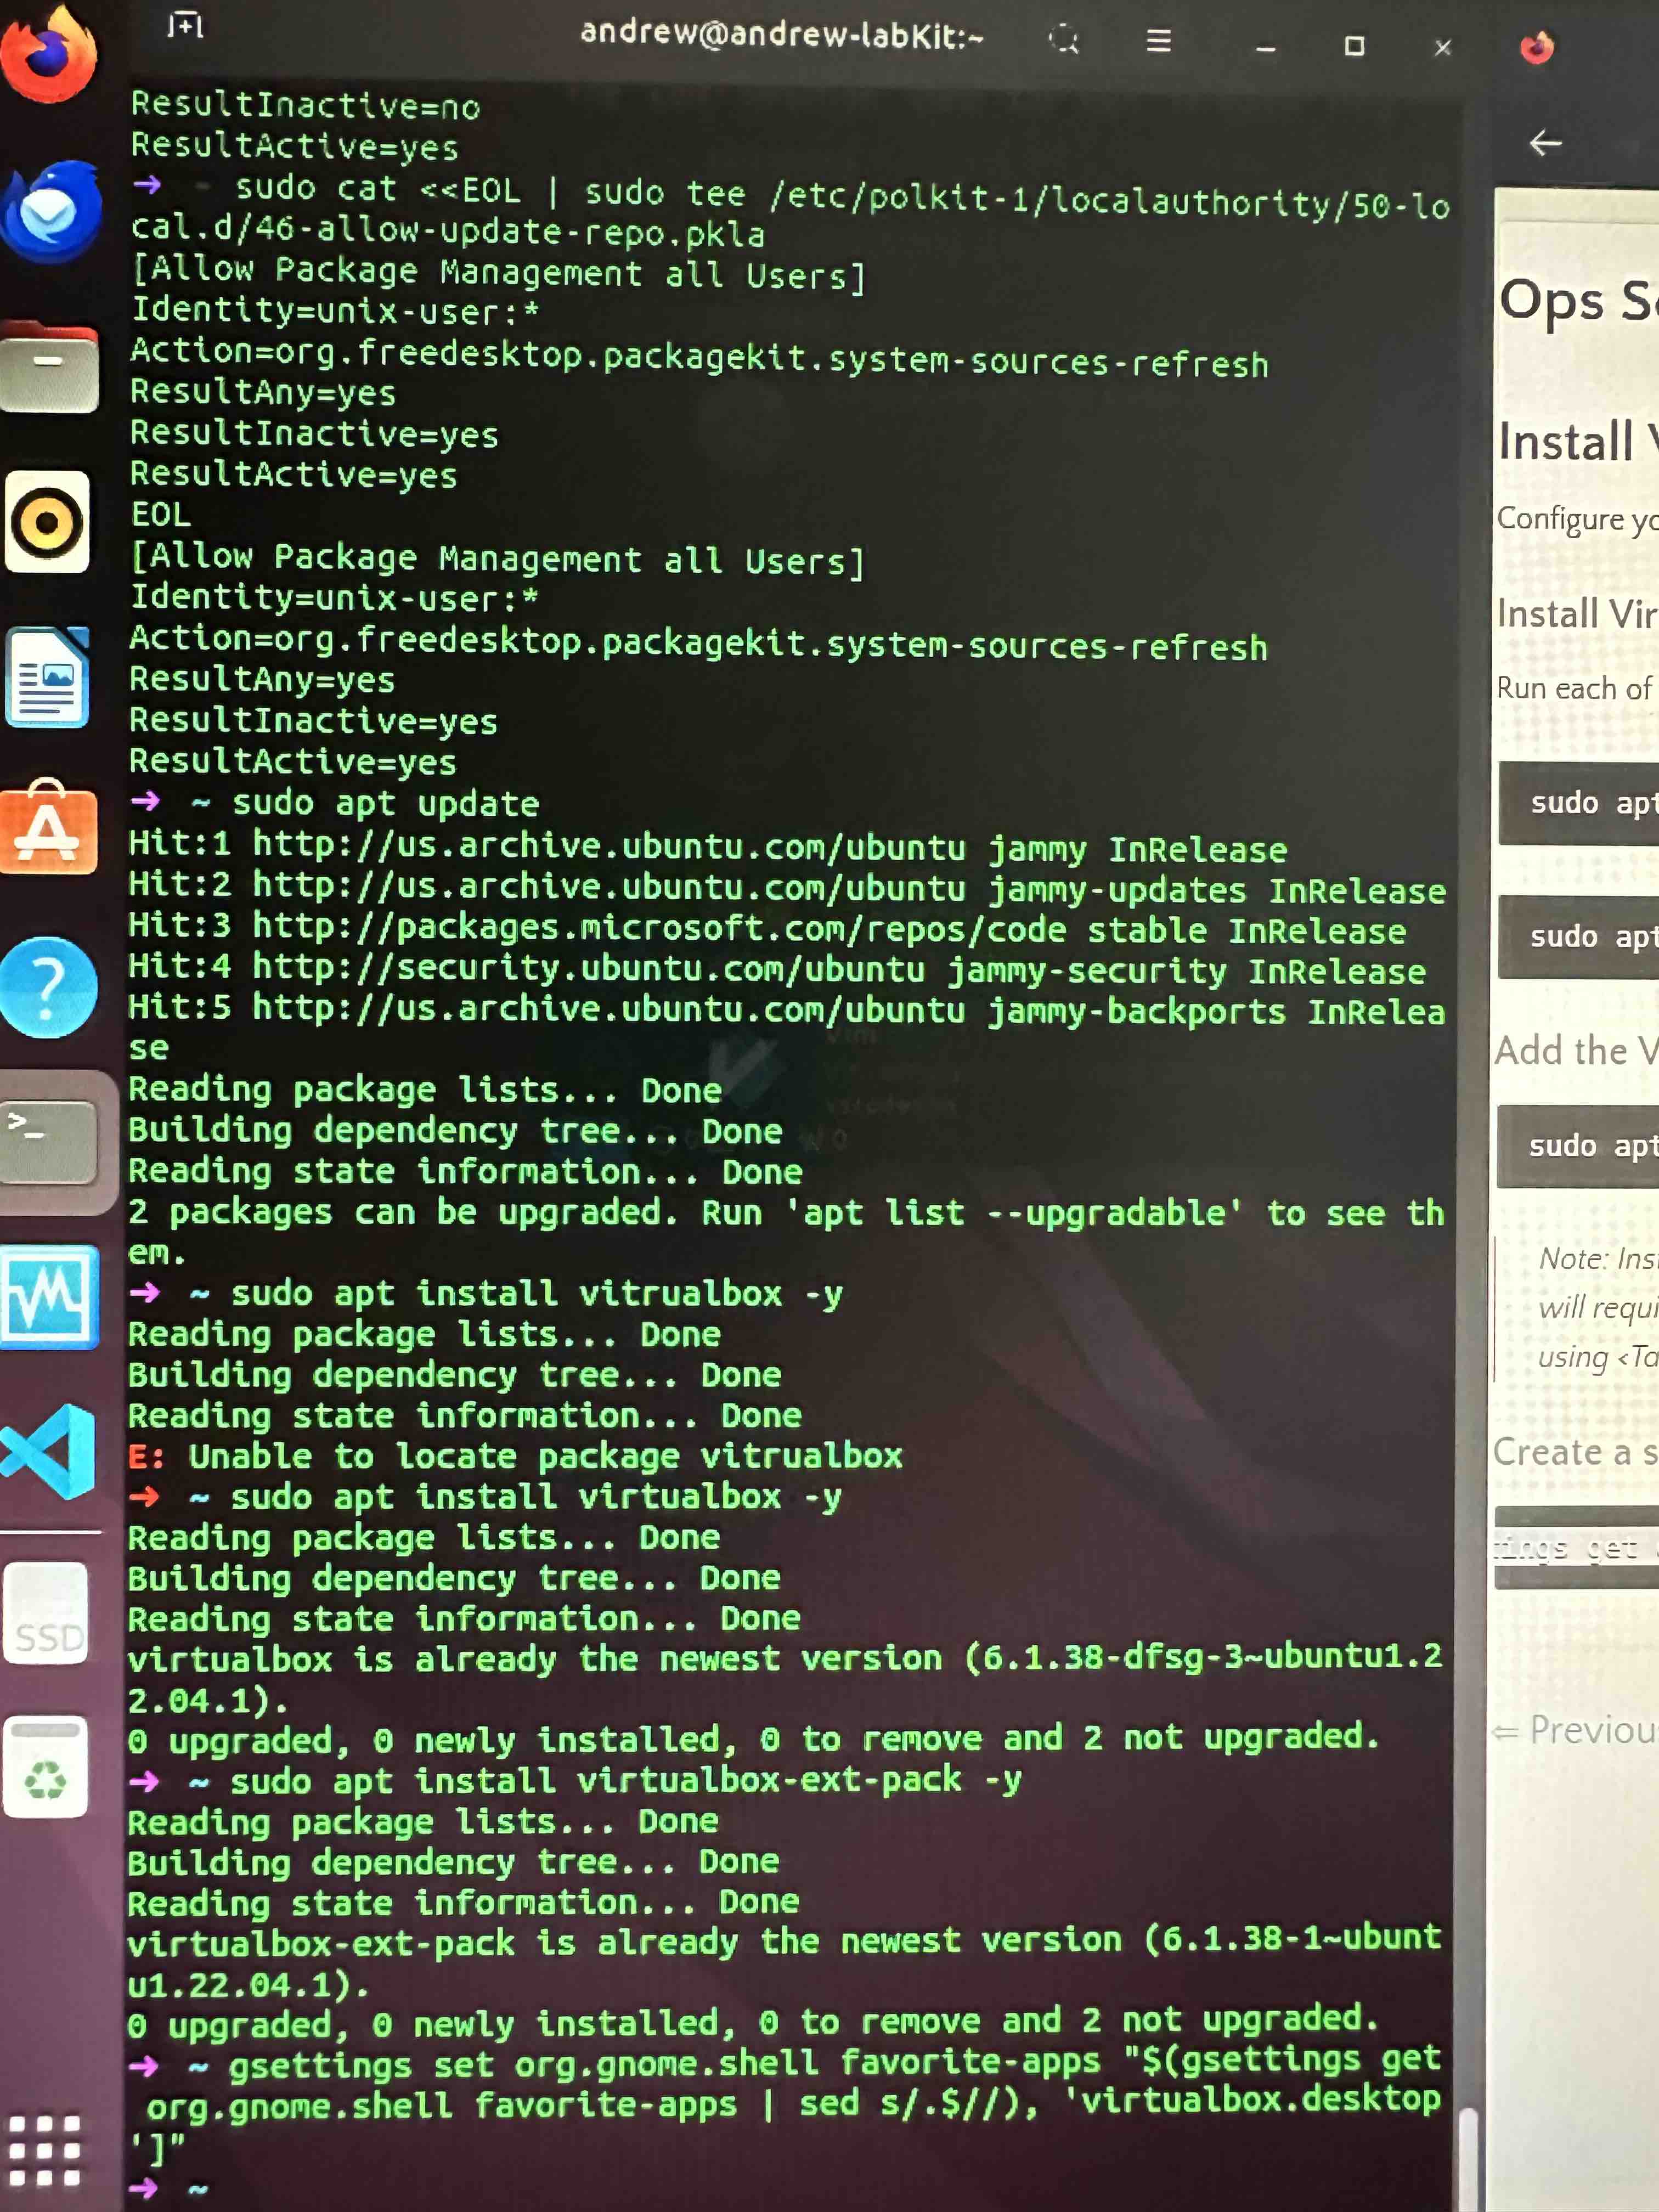 andrew@andrew-labKit:~
ResultInactive=no
ResultActive=yes
→ ~ sudo cat <<EOL | sudo tee /etc/polkit-1/localauthority/50-lo
cal.d/46-allow-update-repo.pkla
[Allow Package Management all Users]
Identity=unix-user:*
Action=org.freedesktop.packagekit.system-sources-refresh
ResultAny=yes
ResultInactive=yes
ResultActive=yes
EOL
[Allow Package Management all Users]
Identity=unix-user:*
Action=org.freedesktop.packagekit.system-sources-refresh
ResultAny=yes
ResultInactive=yes
ResultActive=yes
→ ~ sudo apt update
Hit:1 http://us.archive.ubuntu.com/ubuntu jammy InRelease
Hit:2 http://us.archive.ubuntu.com/ubuntu jammy-updates InRelease
Hit:3 http://packages.microsoft.com/repos/code stable InRelease
Hit:4 http://security.ubuntu.com/ubuntu jammy-security InRelease
Hit:5 http://us.archive.ubuntu.com/ubuntu jammy-backports InRelea
se
Reading package lists... Done
Building dependency tree... Done
Reading state information... Done
2 packages can be upgraded. Run 'apt list --upgradable' to see th
em.
→ ~ sudo apt install vitrualbox -y
Reading package lists... Done
Building dependency tree... Done
Reading state information... Done
E: Unable to locate package vitrualbox
→ ~ sudo apt install virtualbox -y
Reading package lists... Done
Building dependency tree... Done
Reading state information... Done
virtualbox is already the newest version (6.1.38-dfsg-3~ubuntu1.2
2.04.1).
0 upgraded, 0 newly installed, 0 to remove and 2 not upgraded.
→ ~ sudo apt install virtualbox-ext-pack -y
Reading package lists... Done
Building dependency tree... Done
Reading state information... Done
virtualbox-ext-pack is already the newest version (6.1.38-1~ubunt
u1.22.04.1).
0 upgraded, 0 newly installed, 0 to remove and 2 not upgraded.
→ ~ gsettings set org.gnome.shell favorite-apps "$(gsettings get
org.gnome.shell favorite-apps | sed s/.$//), 'virtualbox.desktop
']"
→ ~
SSD
Ops S
Install V
Configure yo
Install Vir
Run each of
sudo apt
sudo apt
Add the V
sudo apt
Note: Inst
will requi
using <Ta
Create a s
tings get
⇐ Previou